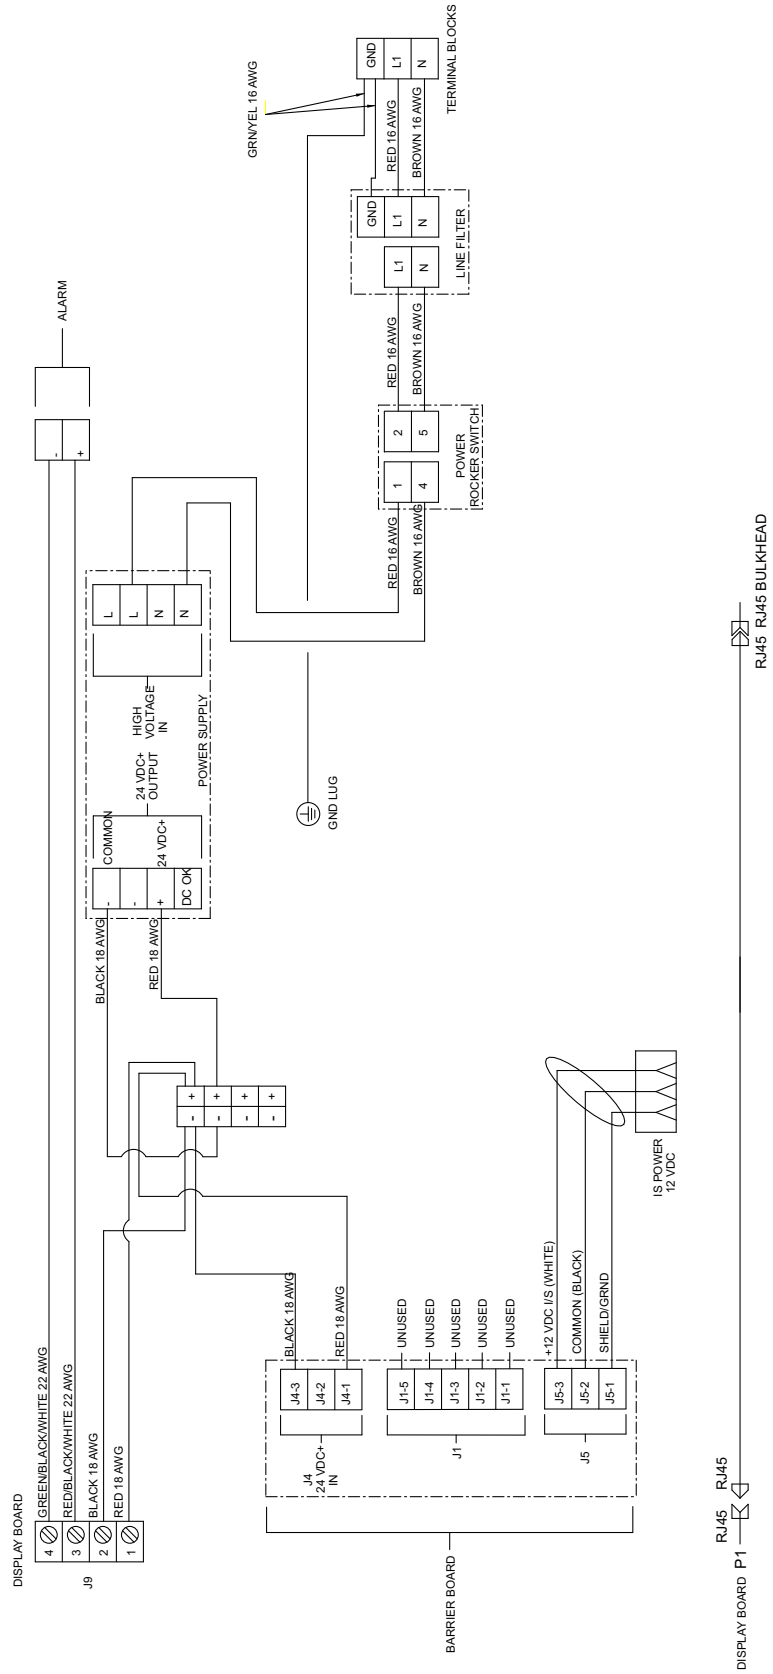 DISPLAY BOARD
J9
4
3
2
1
GREEN/BLACK/WHITE 22 AWG
RED/BLACK/WHITE 22 AWG
BLACK 18 AWG
RED 18 AWG
-
+
ALARM
BARRIER BOARD
J4
24 VDC+
IN
J4-3
J4-2
J4-1
BLACK 18 AWG
RED 18 AWG
J1
J1-5
J1-4
J1-3
J1-2
J1-1
UNUSED
UNUSED
UNUSED
UNUSED
UNUSED
J5
J5-3
J5-2
J5-1
+12 VDC I/S (WHITE)
COMMON (BLACK)
SHIELD/GRND
IS POWER
12 VDC
- +
- +
- +
- +
BLACK 18 AWG
RED 18 AWG
-
-
+
DC OK
COMMON
24 VDC+
24 VDC+
OUTPUT
HIGH
VOLTAGE
IN
POWER SUPPLY
L
L
N
N
GND LUG
RED 16 AWG
BROWN 16 AWG
1
4
2
5
POWER
ROCKER SWITCH
RED 16 AWG
BROWN 16 AWG
L1
N
GND
L1
N
LINE FILTER
GRN/YEL 16 AWG
RED 16 AWG
BROWN 16 AWG
GND
L1
N
TERMINAL BLOCKS
DISPLAY BOARD P1
RJ45
RJ45
RJ45
RJ45 BULKHEAD